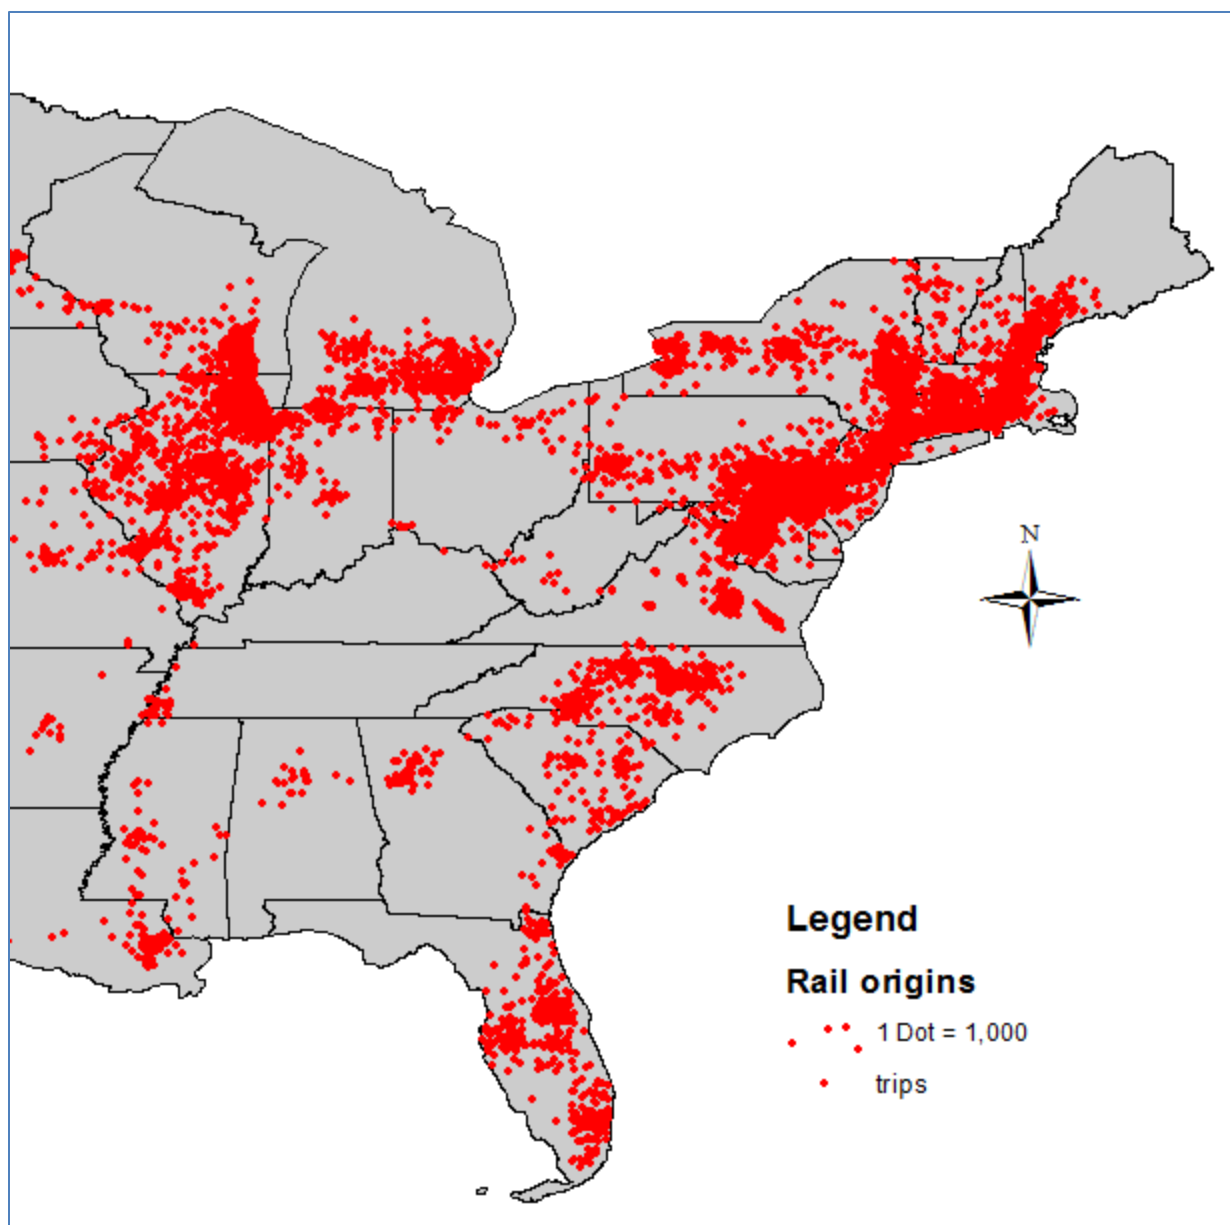 N
Legend
Rail origins
1 Dot = 1,000
trips